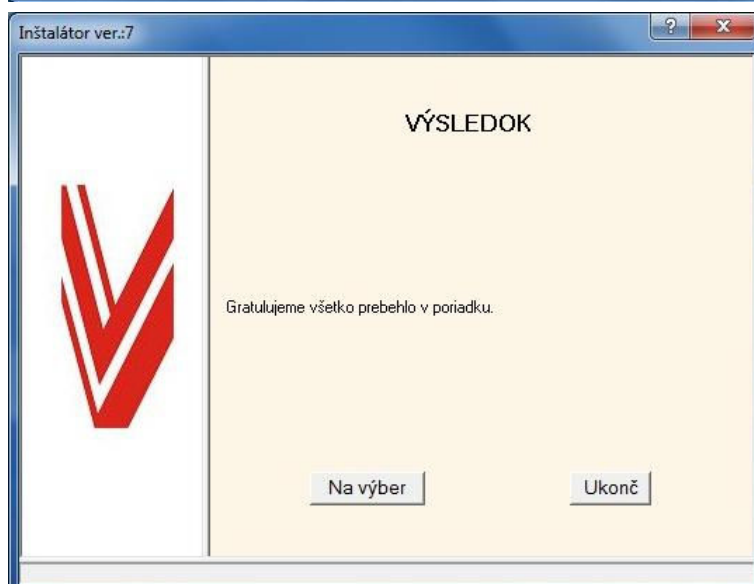 Inštalátor ver.:7
VÝSLEDOK
Gratulujeme všetko prebehlo v poriadku.
Na výber
Ukonč